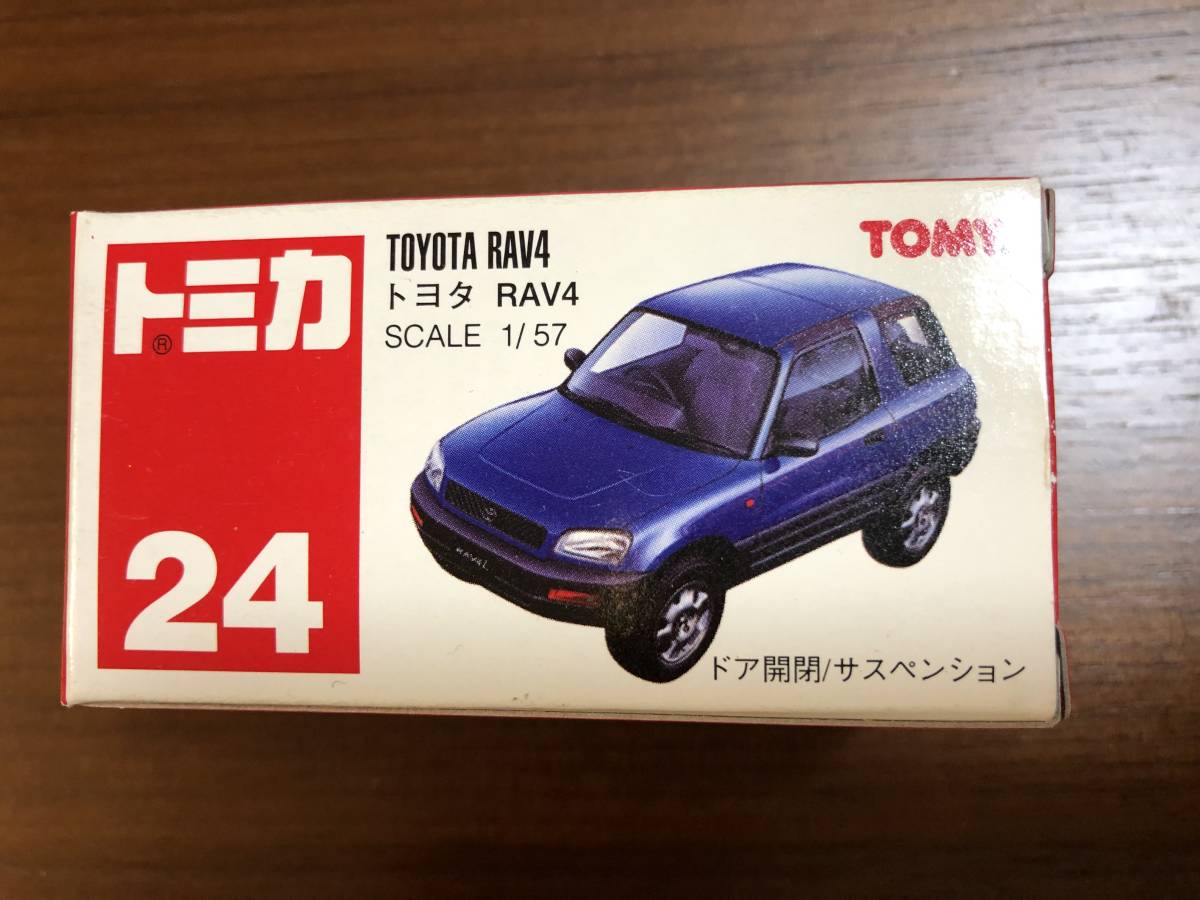 トミカ®
24
TOYOTA RAV4
トヨタ RAV4
SCALE 1/57
TOMY
RAV4L
ドア開閉/サスペンション